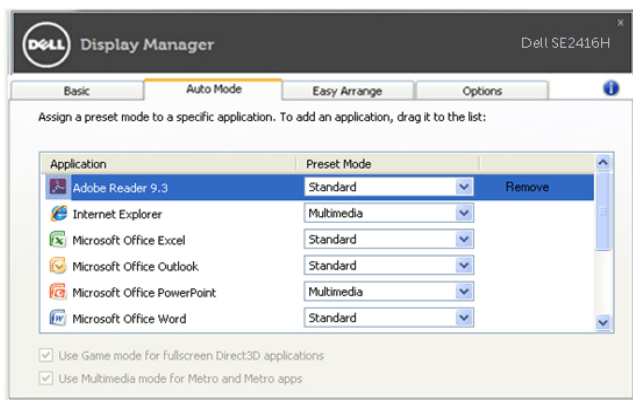 DELL Display Manager Dell SE2416H
Basic Auto Mode Easy Arrange Options
Assign a preset mode to a specific application. To add an application, drag it to the list:
Application Preset Mode
Adobe Reader 9.3 Standard Remove
Internet Explorer Multimedia
Microsoft Office Excel Standard
Microsoft Office Outlook Standard
Microsoft Office PowerPoint Multimedia
Microsoft Office Word Standard
Use Game mode for fullscreen Direct3D applications
Use Multimedia mode for Metro and Metro apps